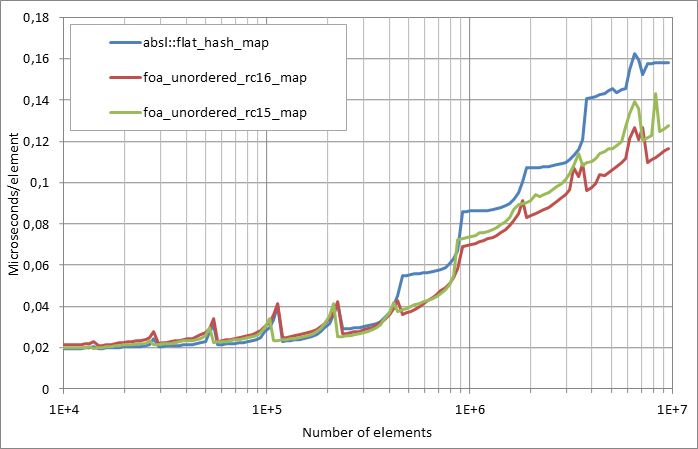 0,18
0,16
0,14
0,12
0,1
0,08
0,06
0,04
0,02
0
Microseconds/element
absl::flat_hash_map
foa_unordered_rc16_map
foa_unordered_rc15_map
1E+4 1E+5 1E+6 1E+7
Number of elements